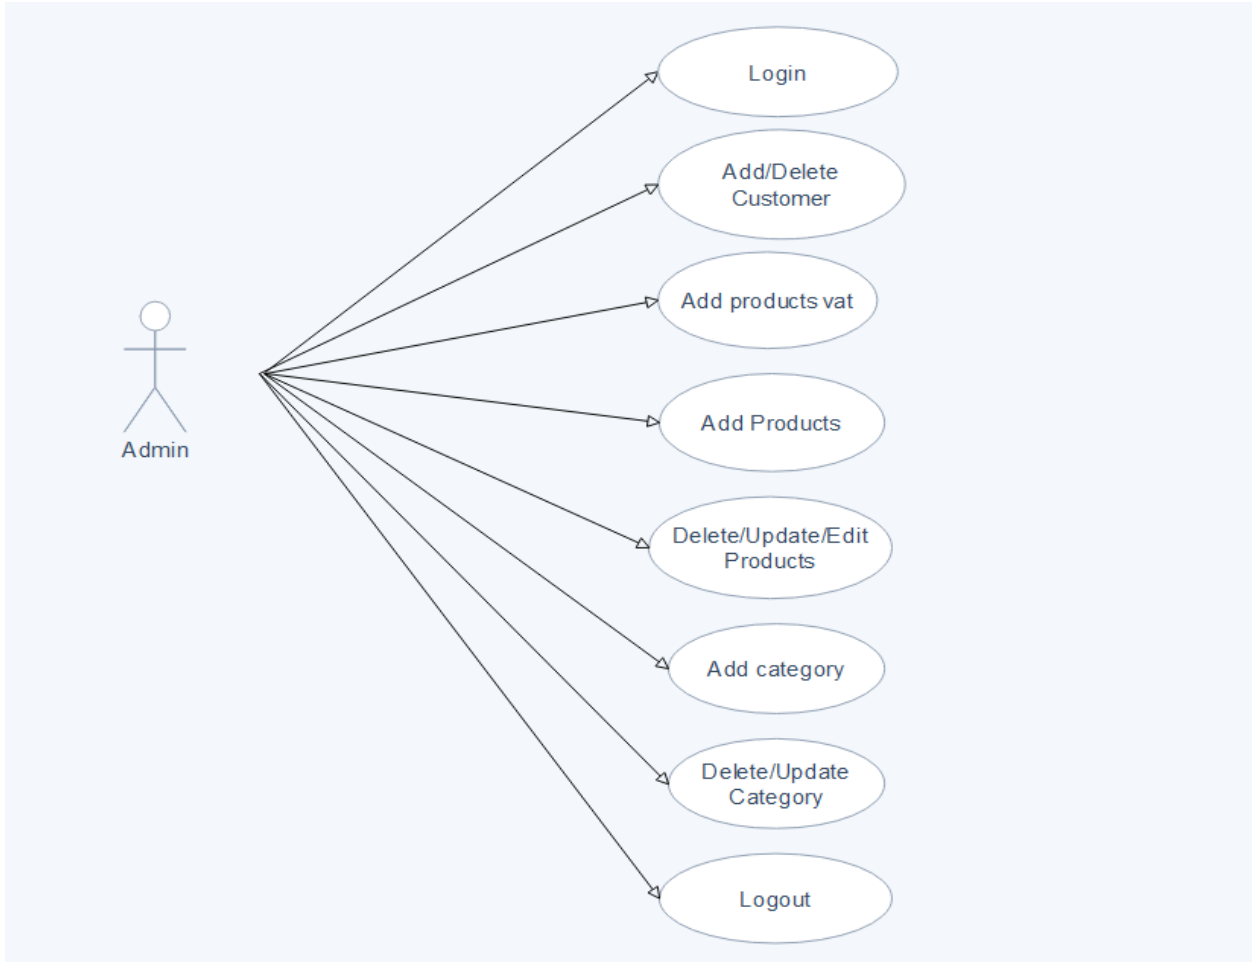 Login
Add/Delete
Customer
Add products vat
Add Products
Admin
Delete/Update/Edit
Products
Add category
Delete/Update
Category
Logout